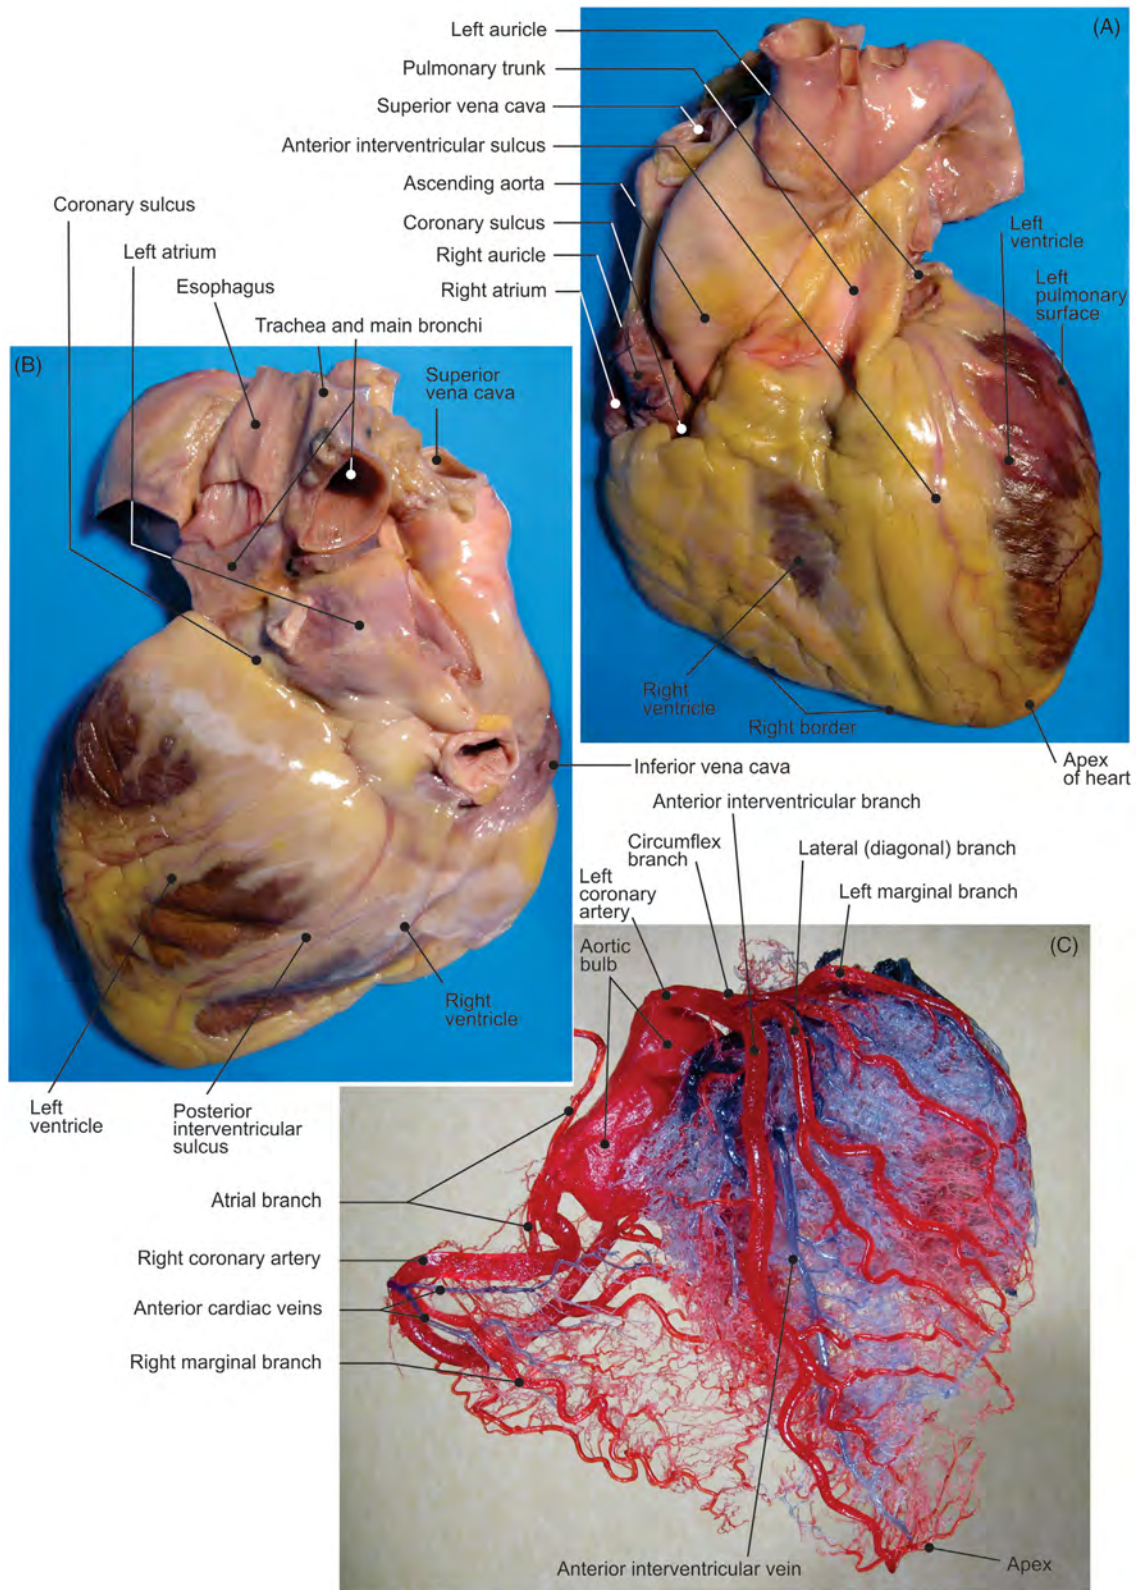 (A)
Left auricle
Pulmonary trunk
Superior vena cava
Anterior interventricular sulcus
Ascending aorta
Coronary sulcus
Right auricle
Right atrium
Left
ventricle
Left
pulmonary
surface
Right
ventricle
Right border
Apex
of heart
(B)
Coronary sulcus
Left atrium
Esophagus
Trachea and main bronchi
Superior
vena cava
Inferior vena cava
Right
ventricle
Left
ventricle
Posterior
interventricular
sulcus
(C)
Anterior interventricular branch
Circumflex
branch
Lateral (diagonal) branch
Left
coronary
artery
Left marginal branch
Aortic
bulb
Atrial branch
Right coronary artery
Anterior cardiac veins
Right marginal branch
Anterior interventricular vein
Apex